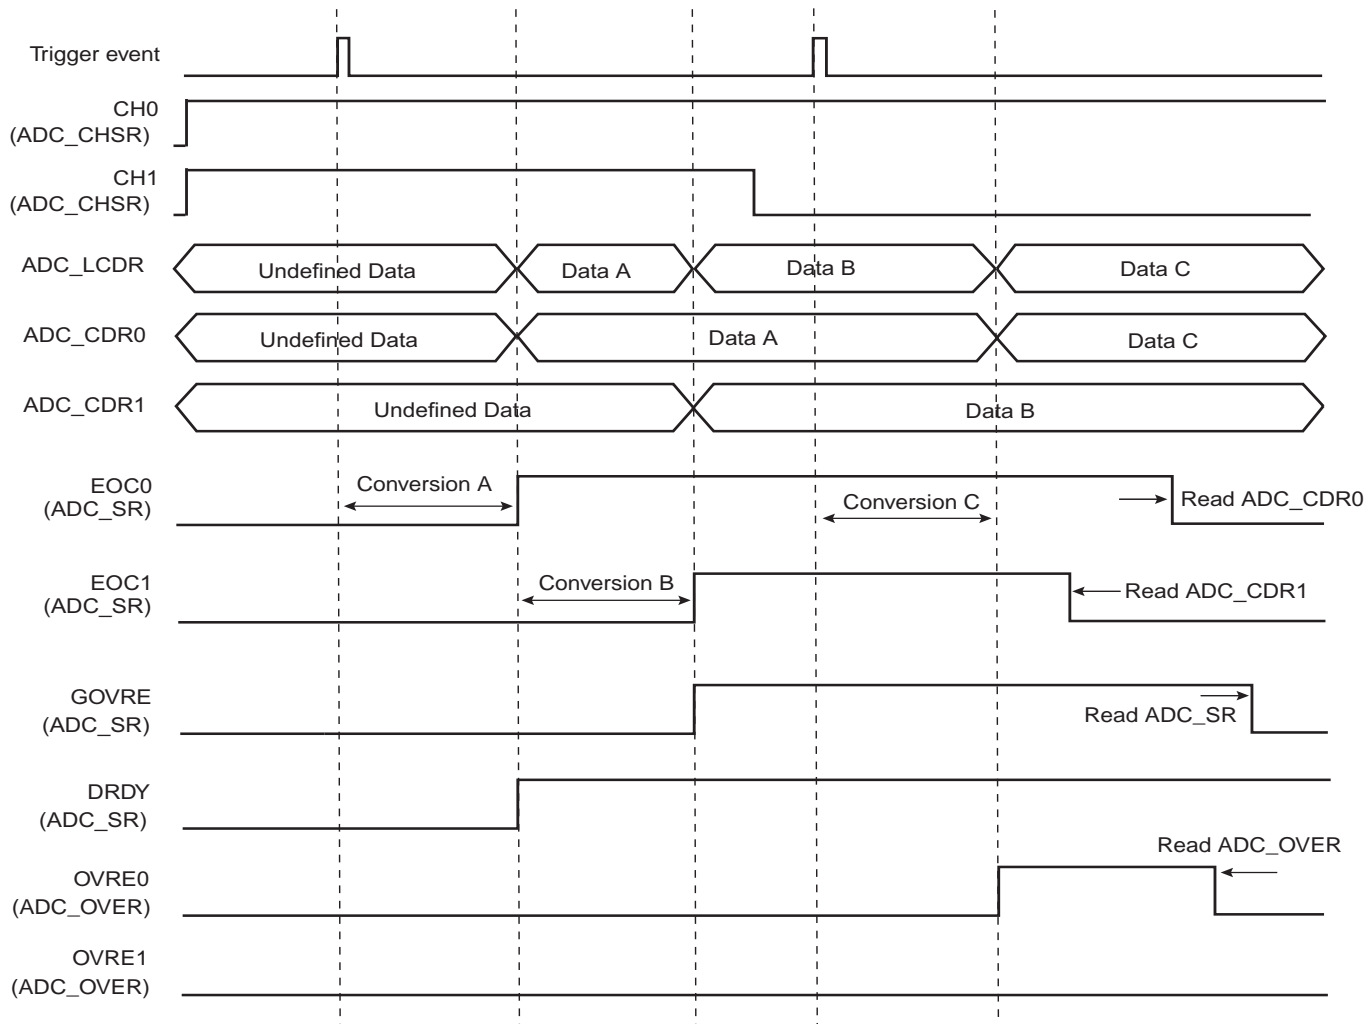 Trigger event
CH0
(ADC_CHSR)
CH1
(ADC_CHSR)
ADC_LCDR
Undefined Data
Data A
Data B
Data C
ADC_CDR0
Undefined Data
Data A
Data C
ADC_CDR1
Undefined Data
Data B
EOC0
(ADC_SR)
Conversion A
Conversion C
Read ADC_CDR0
EOC1
(ADC_SR)
Conversion B
Read ADC_CDR1
GOVRE
(ADC_SR)
Read ADC_SR
DRDY
(ADC_SR)
Read ADC_OVER
OVRE0
(ADC_OVER)
OVRE1
(ADC_OVER)